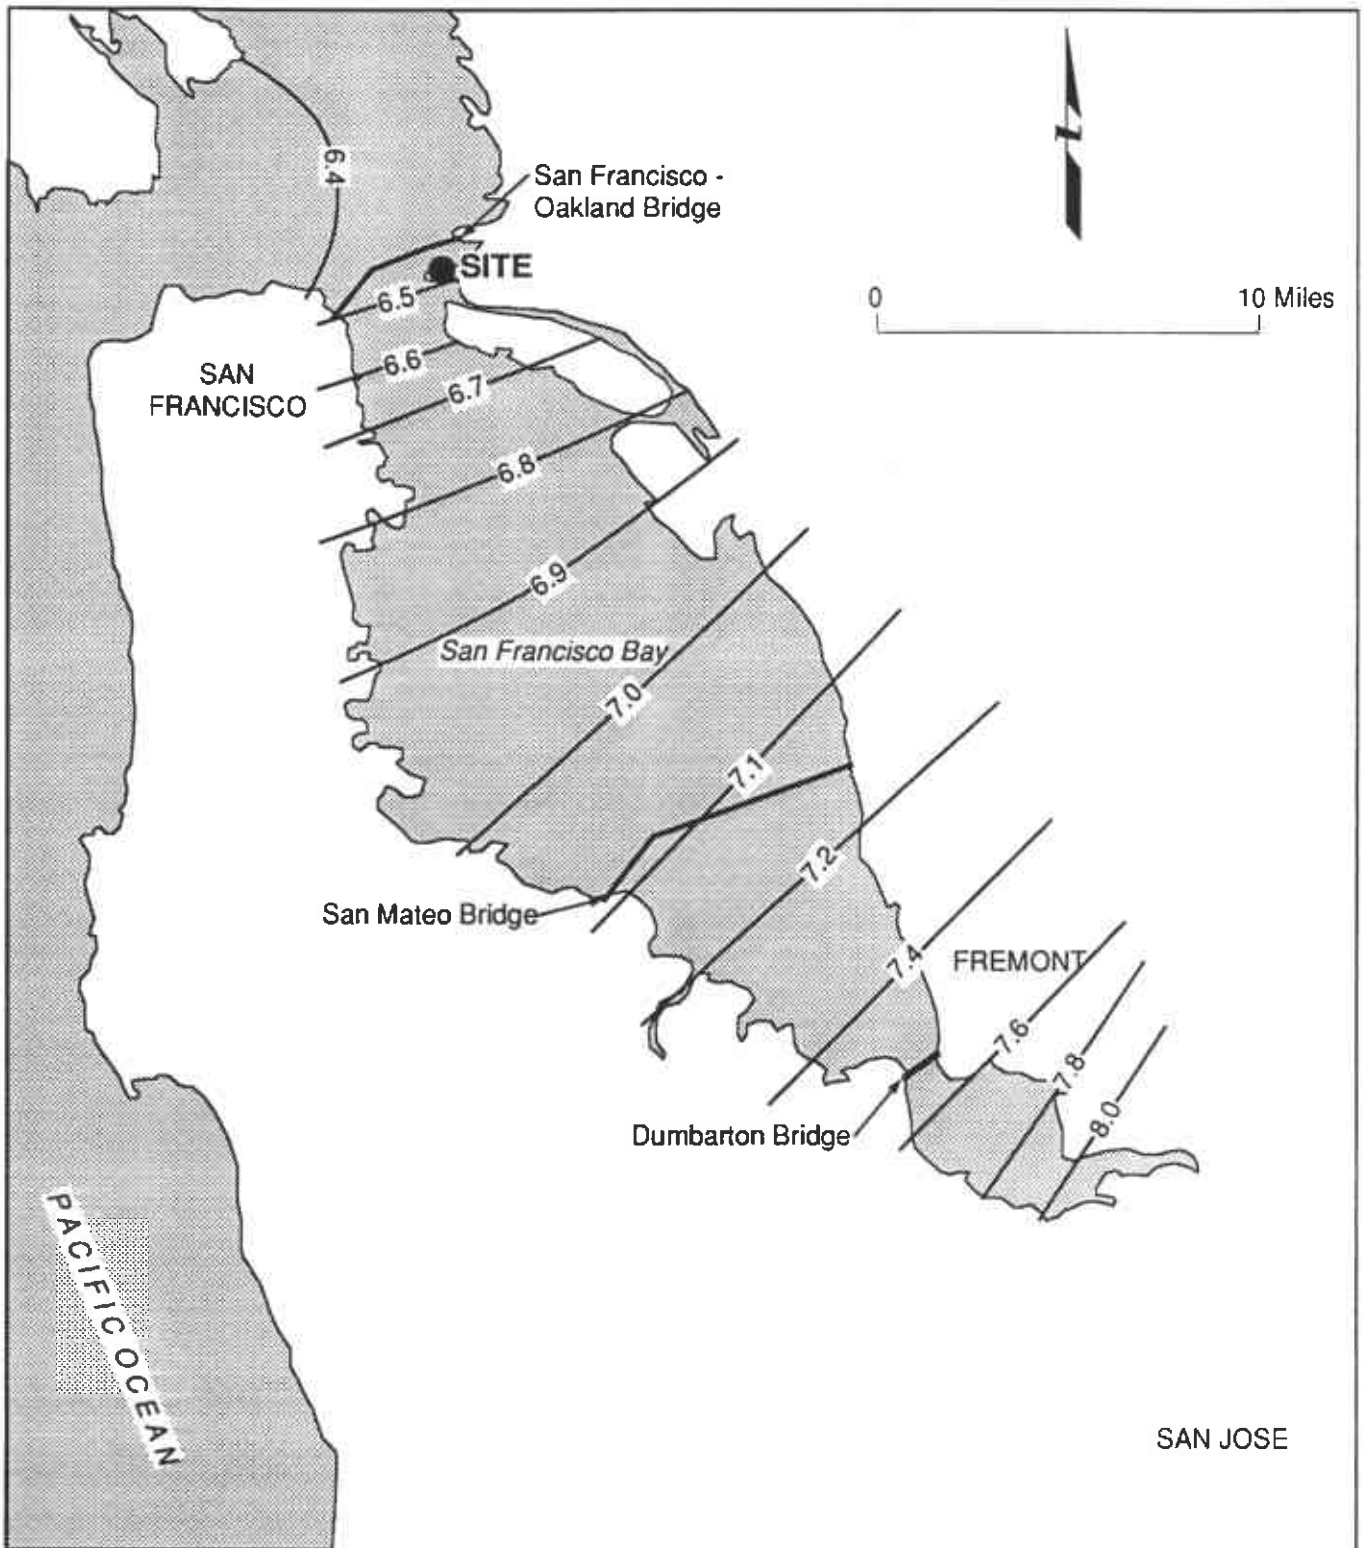 6.4
San Francisco -
Oakland Bridge
SITE
6.5
0
10 Miles
6.6
SAN
FRANCISCO
6.7
6.8
6.9
San Francisco Bay
7.0
7.1
7.2
San Mateo Bridge
7.4
FREMONT
7.6
7.8
8.0
Dumbarton Bridge
PACIFIC OCEAN
SAN JOSE